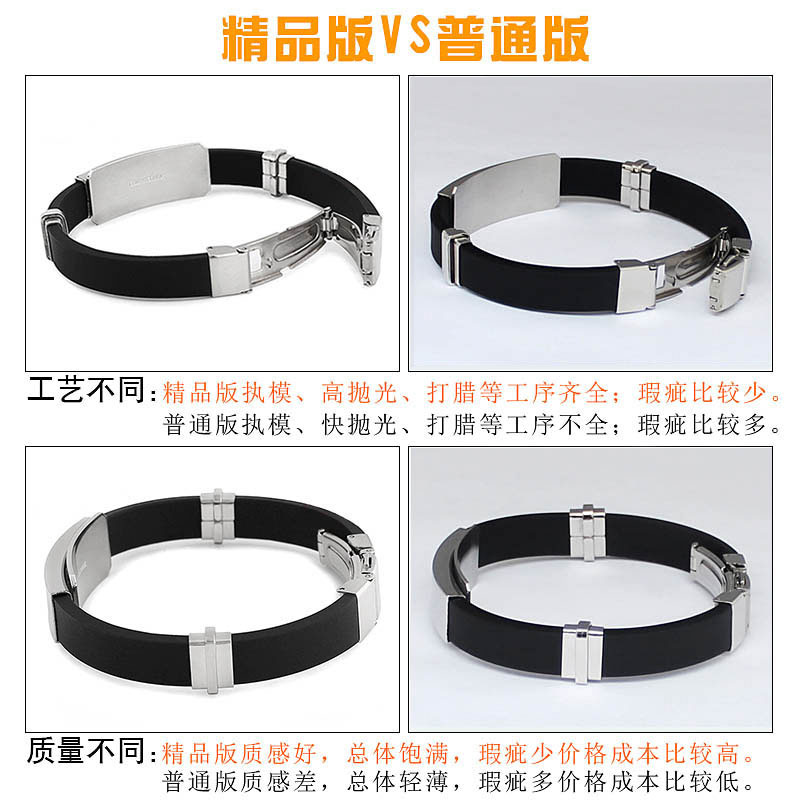 精品版VS普通版
工艺不同：精品版执模、高抛光、打腊等工序齐全；瑕疵比较少。
普通版执模、快抛光、打腊等工序不全；瑕疵比较多。
质量不同：精品版质感好，总体饱满，瑕疵少价格成本比较高。
普通版质感差，总体轻薄，瑕疵多价格成本比较低。